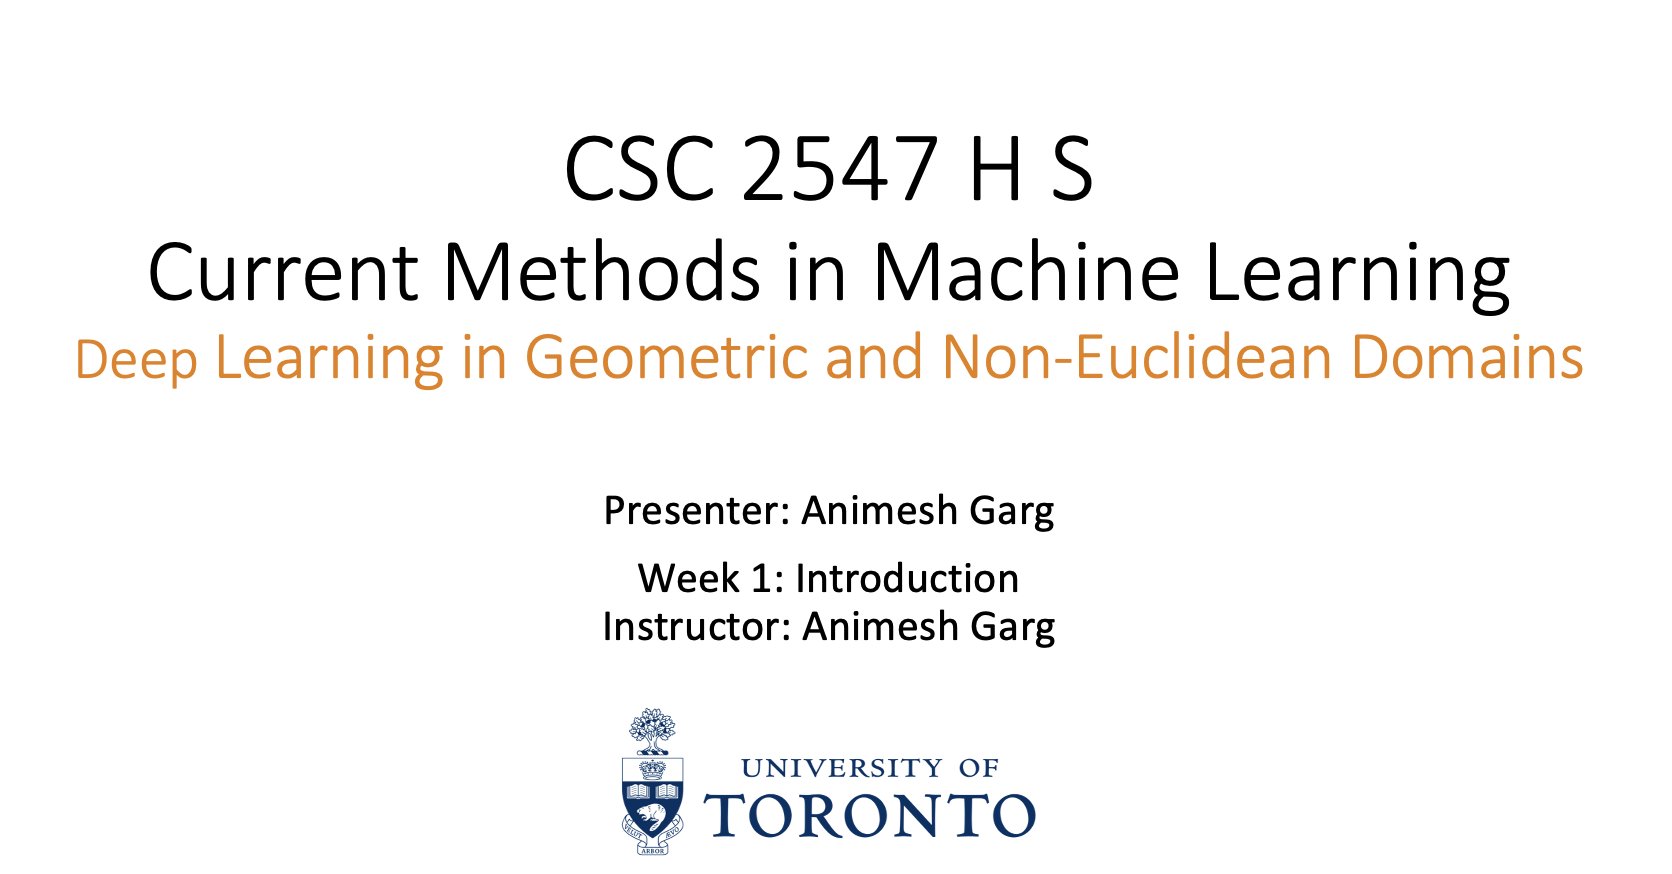 CSC 2547 H S
Current Methods in Machine Learning
Deep Learning in Geometric and Non-Euclidean Domains
Presenter: Animesh Garg
Week 1: Introduction
Instructor: Animesh Garg
UNIVERSITY OF
TORONTO
VELUT ÆVO
ARBOR